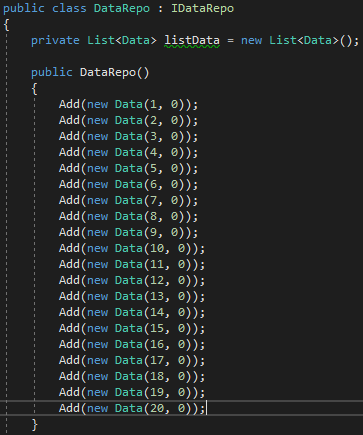 public class DataRepo : IDataRepo
{
private List<Data> listData = new List<Data>();
public DataRepo()
{
Add(new Data(1, 0));
Add(new Data(2, 0));
Add(new Data(3, 0));
Add(new Data(4, 0));
Add(new Data(5, 0));
Add(new Data(6, 0));
Add(new Data(7, 0));
Add(new Data(8, 0));
Add(new Data(9, 0));
Add(new Data(10, 0));
Add(new Data(11, 0));
Add(new Data(12, 0));
Add(new Data(13, 0));
Add(new Data(14, 0));
Add(new Data(15, 0));
Add(new Data(16, 0));
Add(new Data(17, 0));
Add(new Data(18, 0));
Add(new Data(19, 0));
Add(new Data(20, 0));
}